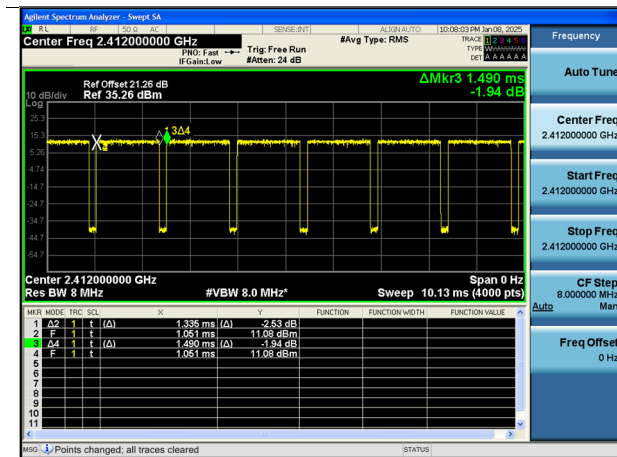 Agilent Spectrum Analyzer - Swept SA
RL RF 50 Ω AC SENSE:INT ALIGNAUTO 10:08:03 PM Jan 08, 2025
Center Freq 2.412000000 GHz
PNO: Fast
IFGain:Low
Trig: Free Run
#Atten: 24 dB
#Avg Type: RMS
TRACE 1 2 3 4 5 6
TYPE
DET A A A A A A
Frequency
ΔMkr3 1.490 ms
-1.94 dB
Ref Offset 21.26 dB
10 dB/div Ref 35.26 dBm
Log
25.3
15.3
5.26
-4.74
-14.7
-24.7
-34.7
-44.7
-54.7
3Δ4
Center 2.412000000 GHz Span 0 Hz
Res BW 8 MHz #VBW 8.0 MHz* Sweep 10.13 ms (4000 pts)
MKR MODE TRC SCL X Y FUNCTION FUNCTION WIDTH FUNCTION VALUE
1 Δ2 1 t (Δ) 1.335 ms (Δ) -2.53 dB
2 F 1 t 1.051 ms 11.08 dBm
3 Δ4 1 t (Δ) 1.490 ms (Δ) -1.94 dB
4 F 1 t 1.051 ms 11.08 dBm
5
6
7
8
9
10
11
MSG Points changed; all traces cleared STATUS
Auto Tune
Center Freq
2.412000000 GHz
Start Freq
2.412000000 GHz
Stop Freq
2.412000000 GHz
CF Step
8.000000 MHz
Auto Man
Freq Offset
0 Hz